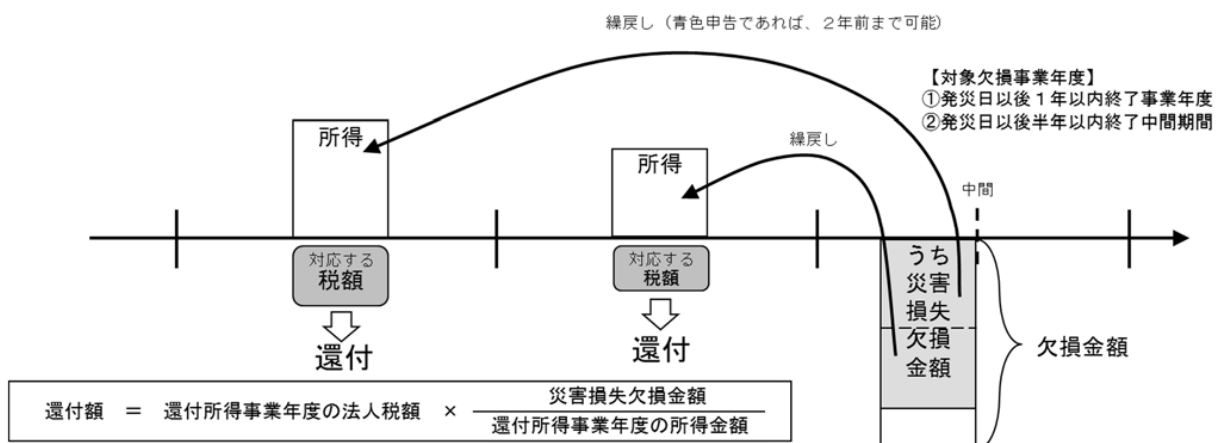 繰戻し（青色申告であれば、２年前まで可能）
【対象欠損事業年度】
①発災日以後１年以内終了事業年度
②発災日以後半年以内終了中間期間
所得
所得
繰戻し
中間
対応する
税額
対応する
税額
うち
災害
損失
欠損
金額
還付
還付
欠損金額
還付額　＝　還付所得事業年度の法人税額　×　災害損失欠損金額
還付所得事業年度の所得金額